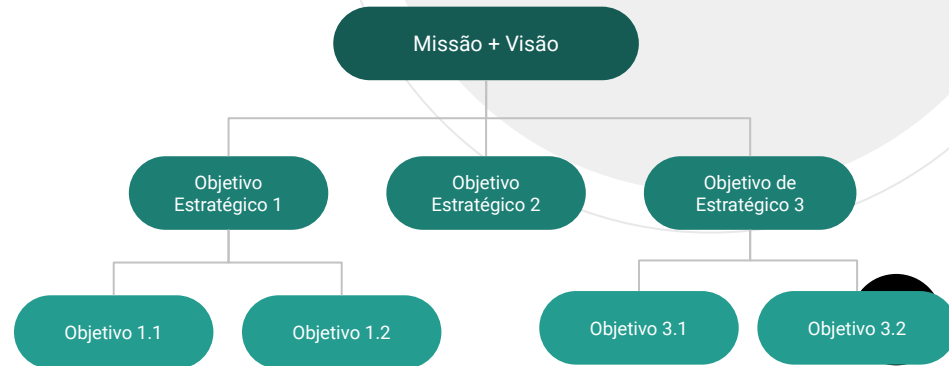 Missão + Visão
Objetivo
Estratégico 1
Objetivo
Estratégico 2
Objetivo de
Estratégico 3
Objetivo 1.1
Objetivo 1.2
Objetivo 3.1
Objetivo 3.2